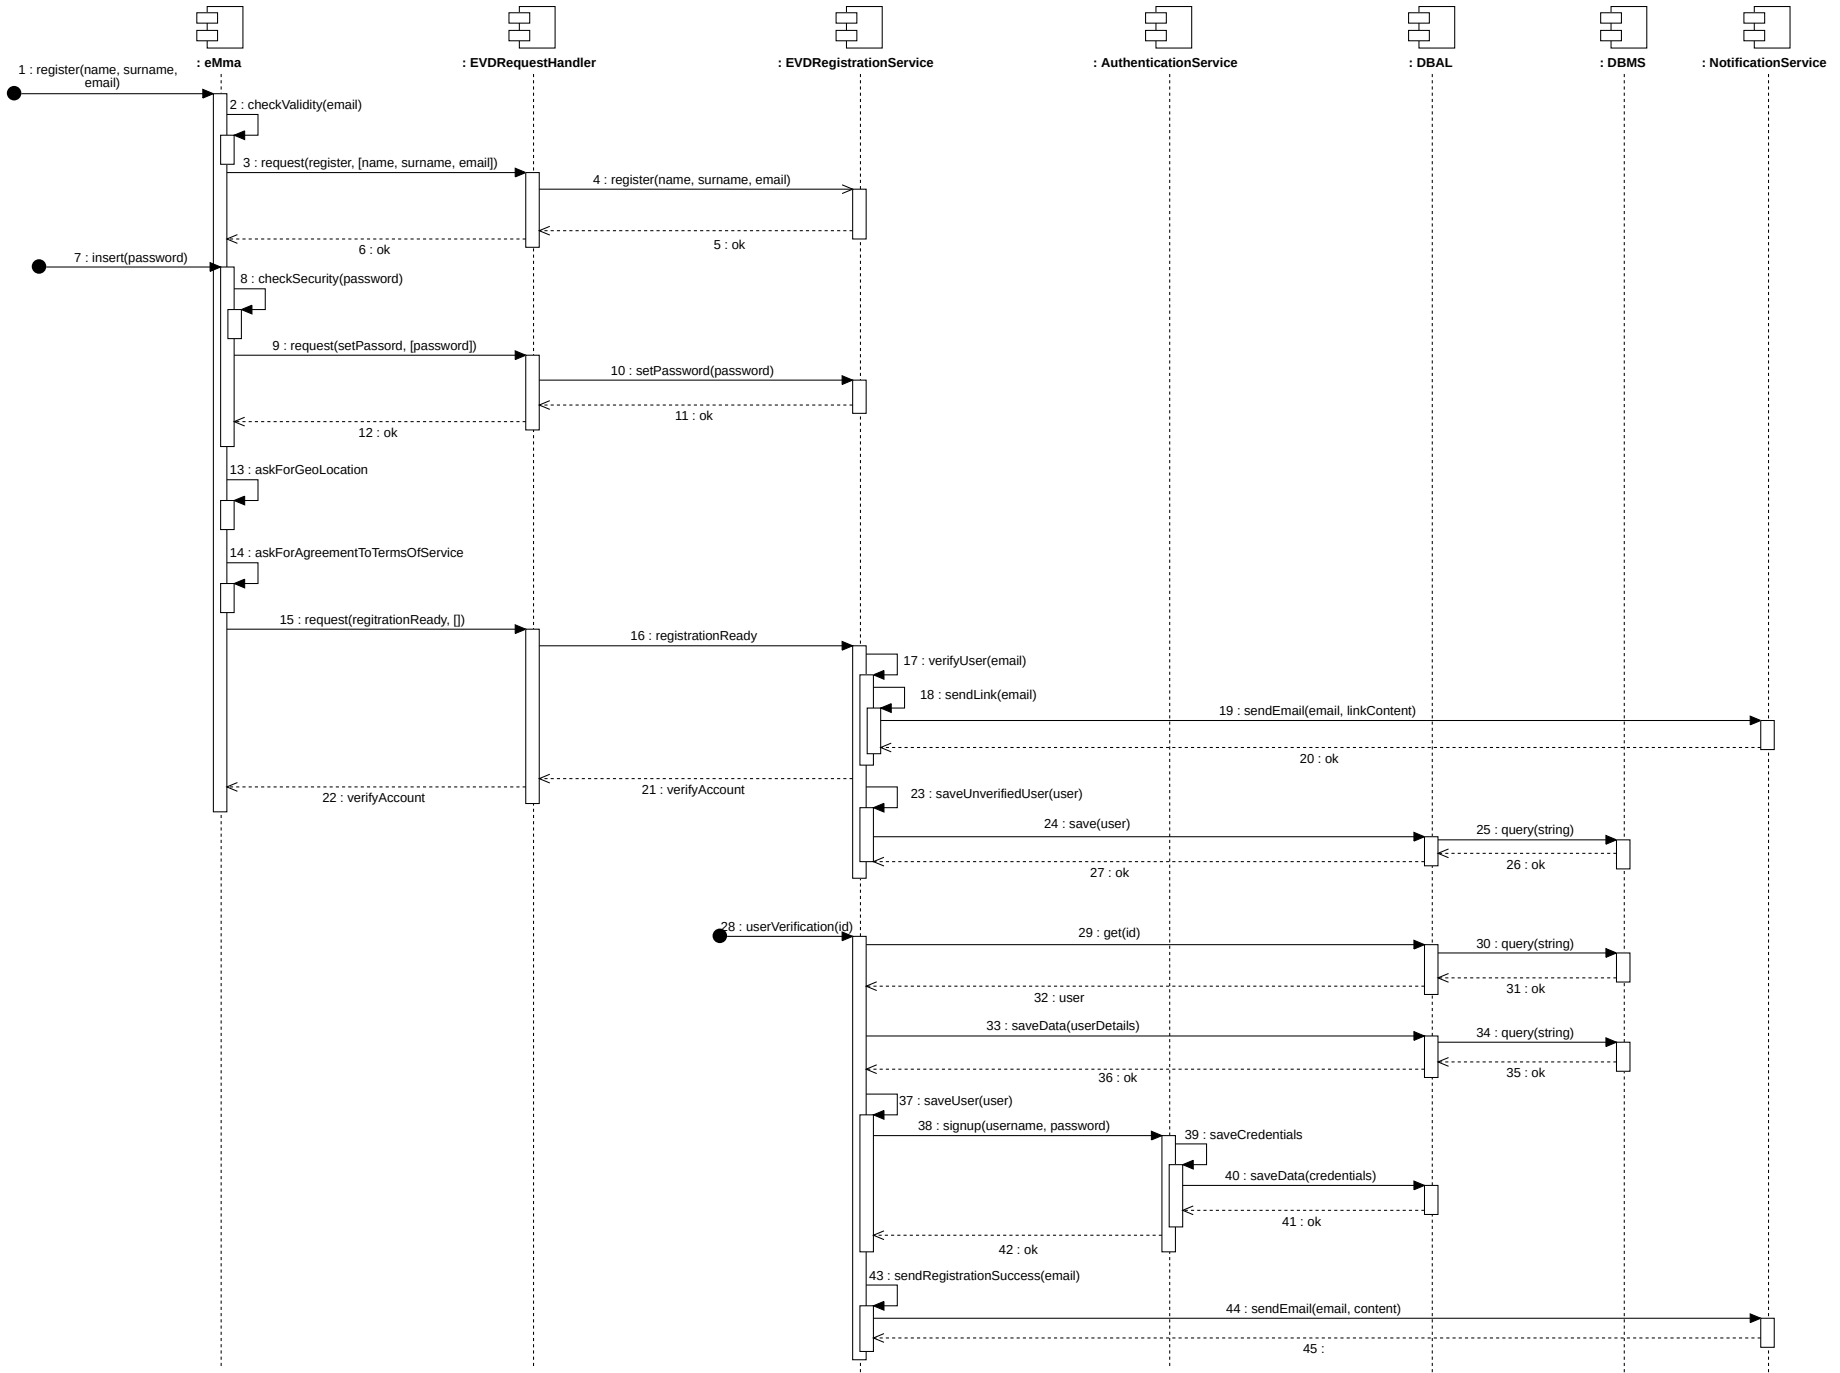 : eMma
: EVDRequestHandler
: EVDRegistrationService
: AuthenticationService
: DBAL
: DBMS
: NotificationService
1 : register(name, surname,
email)
2 : checkValidity(email)
3 : request(register, [name, surname, email])
4 : register(name, surname, email)
5 : ok
6 : ok
7 : insert(password)
8 : checkSecurity(password)
9 : request(setPassord, [password])
10 : setPassword(password)
11 : ok
12 : ok
13 : askForGeoLocation
14 : askForAgreementToTermsOfService
15 : request(regitrationReady, [])
16 : registrationReady
17 : verifyUser(email)
18 : sendLink(email)
19 : sendEmail(email, linkContent)
20 : ok
21 : verifyAccount
22 : verifyAccount
23 : saveUnverifiedUser(user)
24 : save(user)
25 : query(string)
26 : ok
27 : ok
28 : userVerification(id)
29 : get(id)
30 : query(string)
31 : ok
32 : user
33 : saveData(userDetails)
34 : query(string)
35 : ok
36 : ok
37 : saveUser(user)
38 : signup(username, password)
39 : saveCredentials
40 : saveData(credentials)
41 : ok
42 : ok
43 : sendRegistrationSuccess(email)
44 : sendEmail(email, content)
45 :